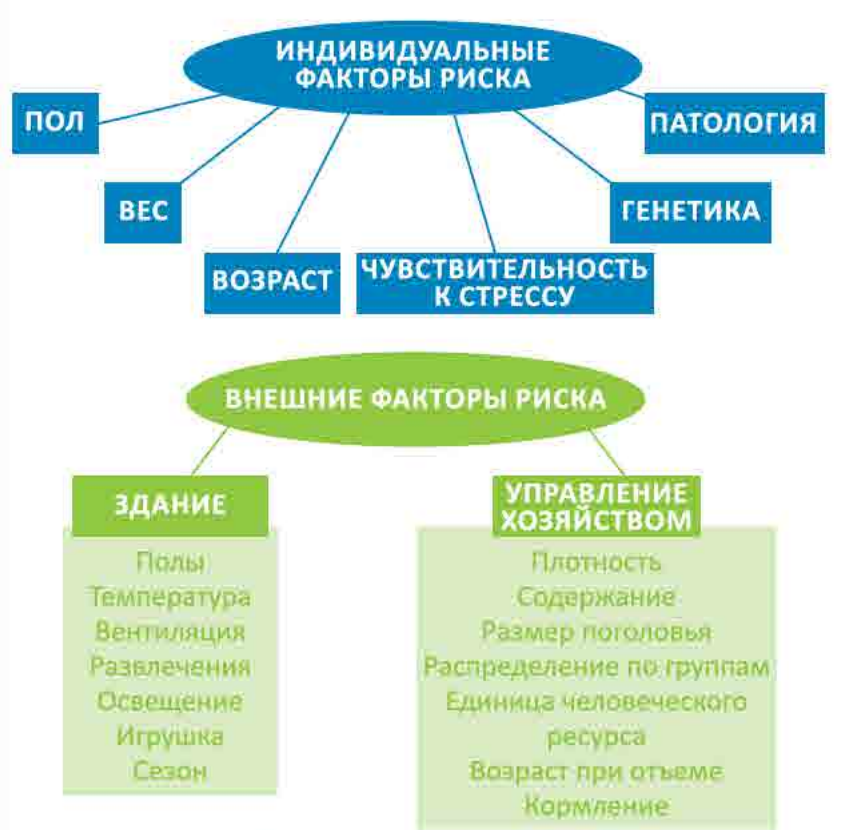 ИНДИВИДУАЛЬНЫЕ
ФАКТОРЫ РИСКА
ПОЛ
ПАТОЛОГИЯ
ВЕС
ГЕНЕТИКА
ВОЗРАСТ
ЧУВСТВИТЕЛЬНОСТЬ
К СТРЕССУ
ВНЕШНИЕ ФАКТОРЫ РИСКА
ЗДАНИЕ
Полы
Температура
Вентиляция
Развлечения
Освещение
Игрушка
Сезон
УПРАВЛЕНИЕ
ХОЗЯЙСТВОМ
Плотность
Содержание
Размер поголовья
Распределение по группам
Единица человеческого
ресурса
Возраст при отъеме
Кормление